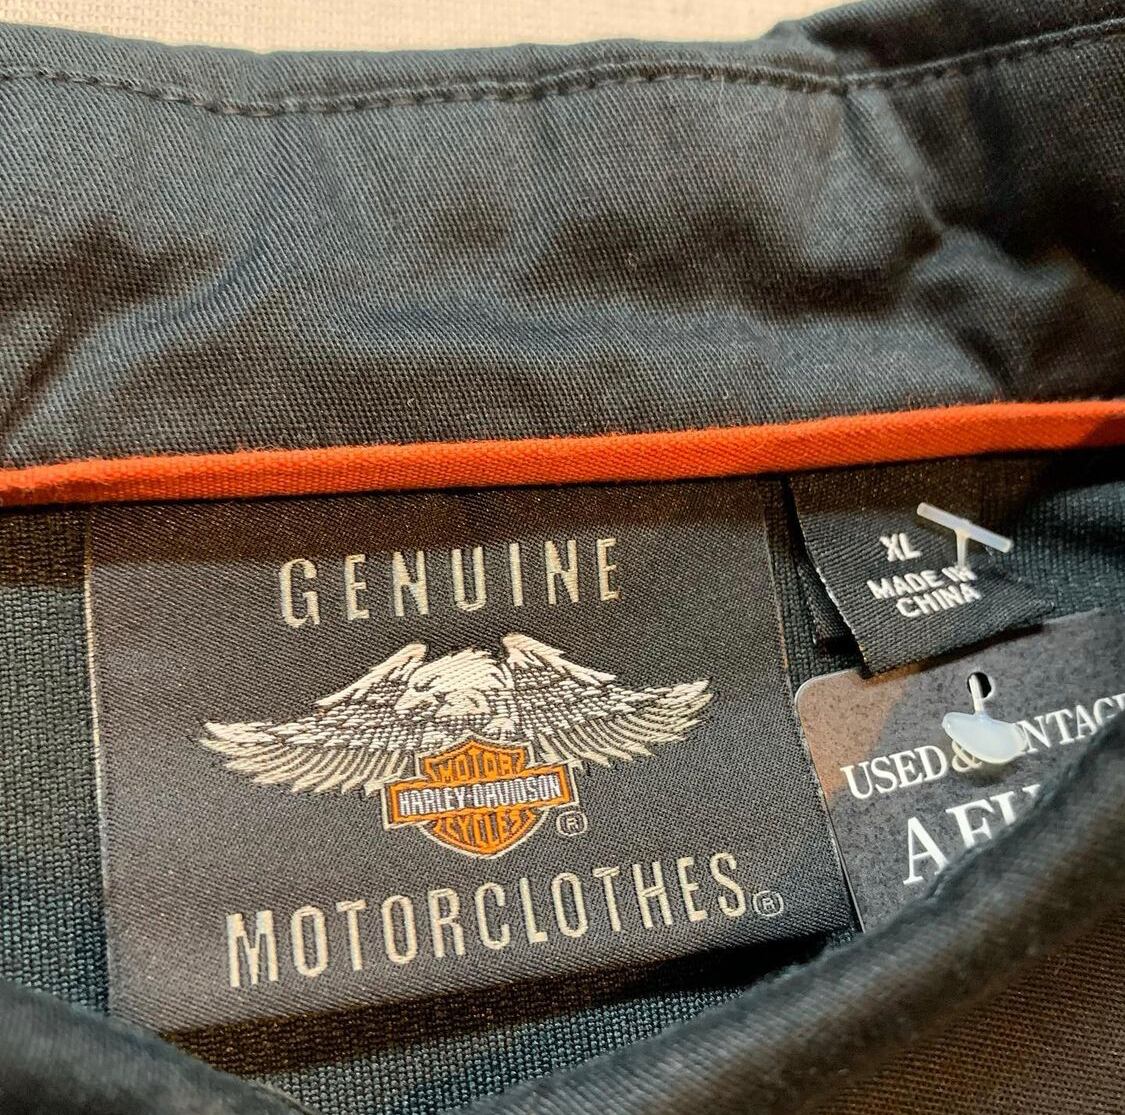 GENUINE
MOTOR
HARLEY-DAVIDSON
CYCLES
®
MOTORCLOTHES®
XL
MADE IN
CHINA
USED &